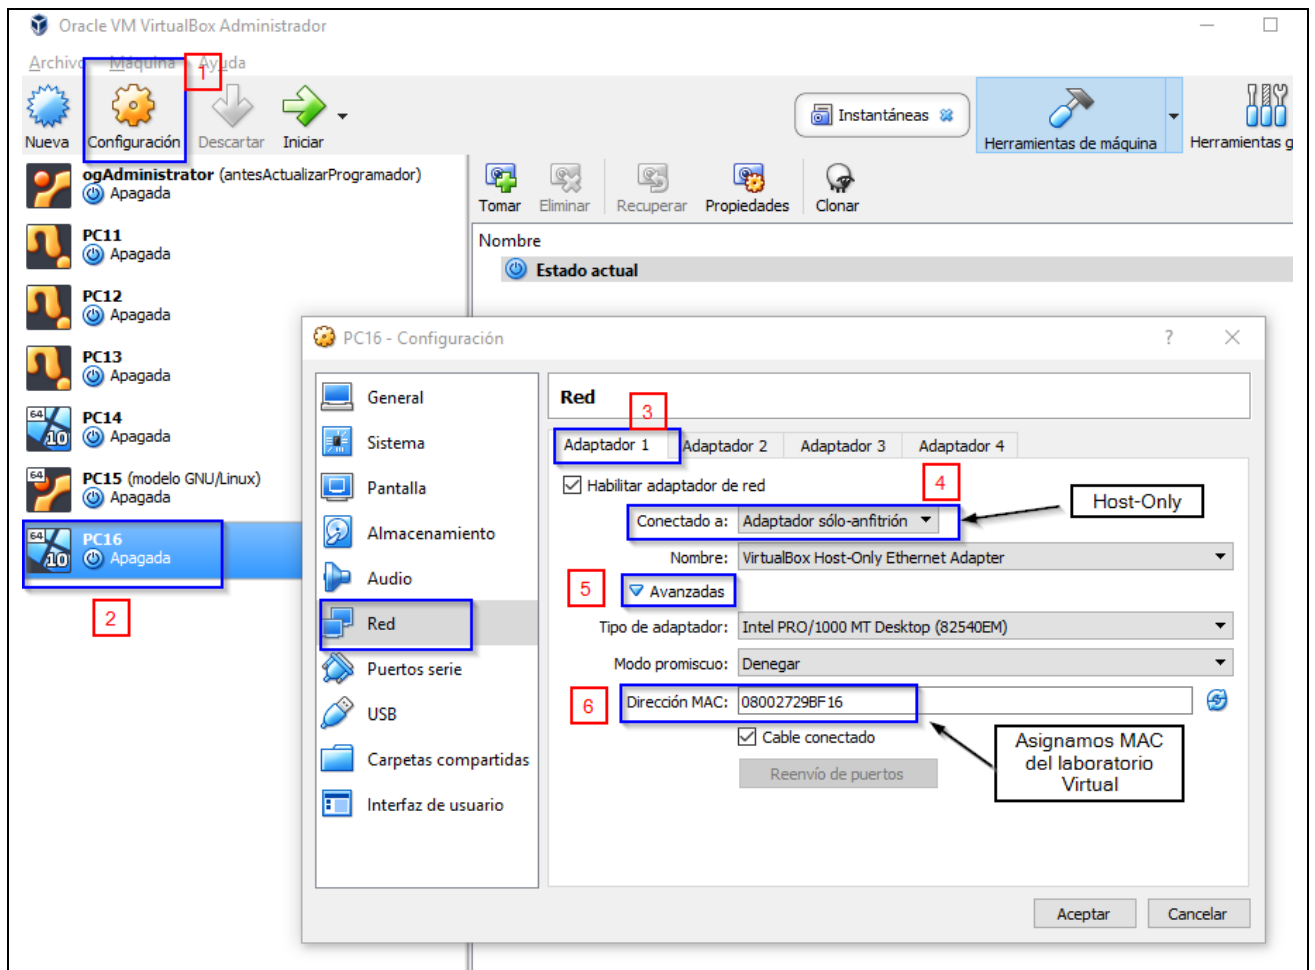 Oracle VM VirtualBox Administrador
Archivo Máquina Ayuda
1
Nueva Configuración Descartar Iniciar
Instantáneas
Herramientas de máquina
Herramientas g
ogAdministrator (antesActualizarProgramador)
Apagada
PC11
Apagada
PC12
Apagada
PC13
Apagada
64
10
PC14
Apagada
64
PC15 (modelo GNU/Linux)
Apagada
64
10
PC16
Apagada
2
Tomar Eliminar Recuperar Propiedades Clonar
Nombre
Estado actual
PC16 - Configuración
?
General
Sistema
Pantalla
Almacenamiento
Audio
Red
Puertos serie
USB
Carpetas compartidas
Interfaz de usuario
Red
3
Adaptador 1 Adaptador 2 Adaptador 3 Adaptador 4
Habilitar adaptador de red
4
Host-Only
Conectado a: Adaptador sólo-anfitrión
Nombre: VirtualBox Host-Only Ethernet Adapter
5
Avanzadas
Tipo de adaptador: Intel PRO/1000 MT Desktop (82540EM)
Modo promiscuo: Denegar
6
Dirección MAC: 08002729BF16
Cable conectado
Reenvío de puertos
Asignamos MAC
del laboratorio
Virtual
Aceptar Cancelar